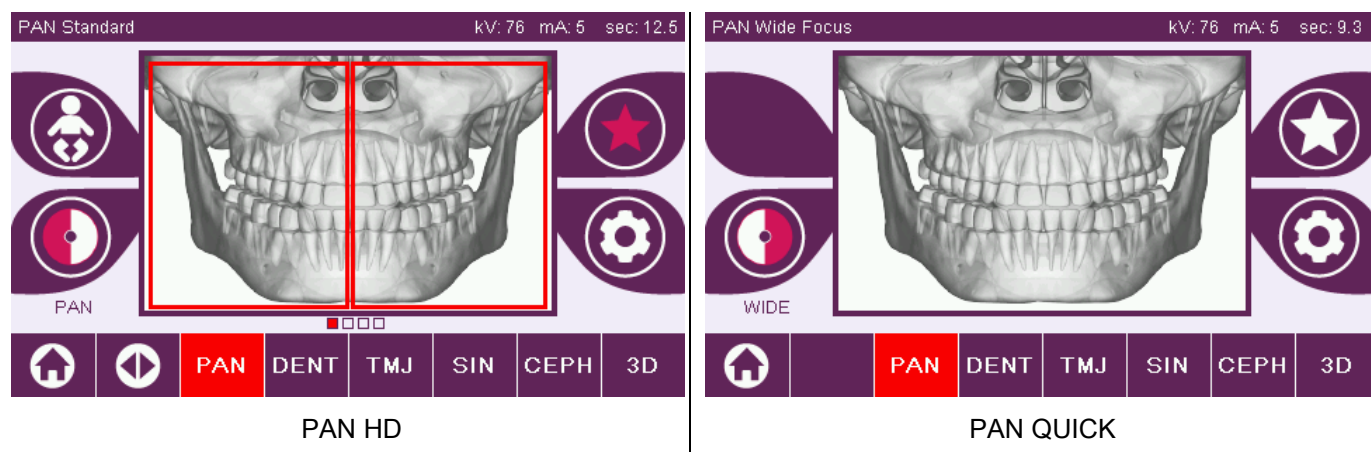 PAN Standard kV: 76 mA: 5 sec: 12.5
PAN
PAN DENT TMJ SIN CEPH 3D
PAN HD
PAN Wide Focus kV: 76 mA: 5 sec: 9.3
WIDE
PAN DENT TMJ SIN CEPH 3D
PAN QUICK